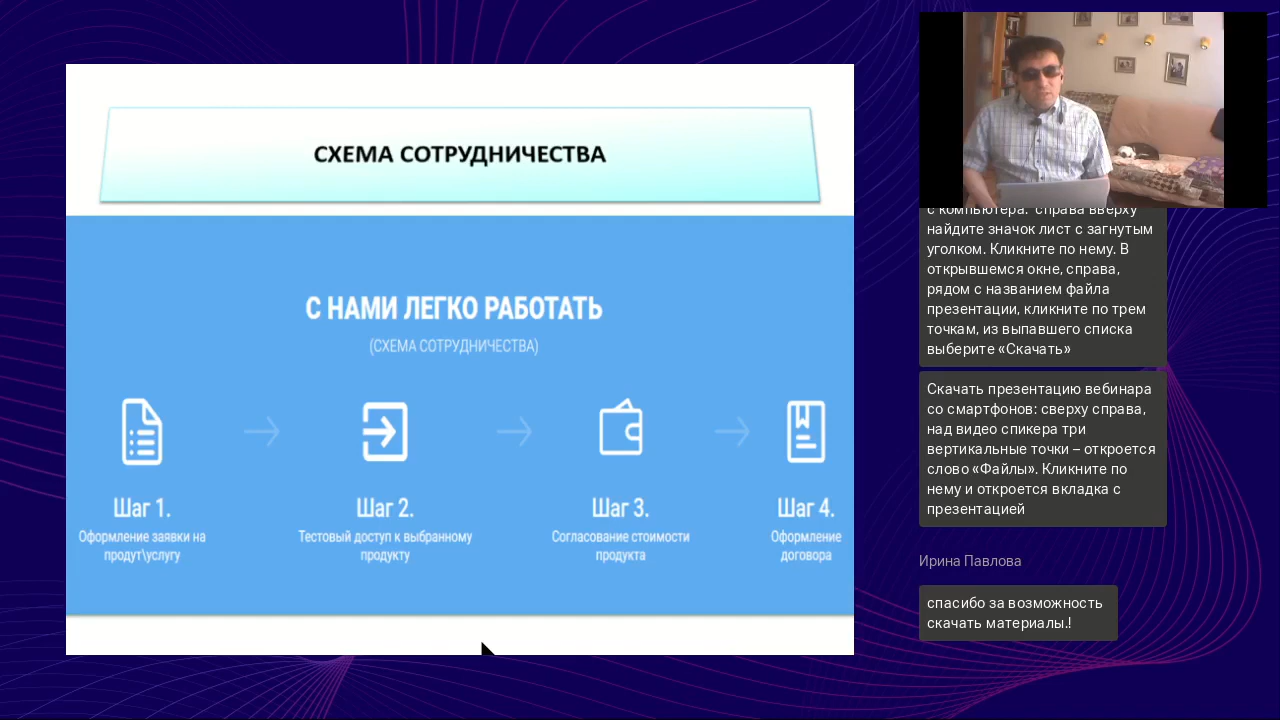 СХЕМА СОТРУДНИЧЕСТВА
С НАМИ ЛЕГКО РАБОТАТЬ
(СХЕМА СОТРУДНИЧЕСТВА)
Шаг 1.
Оформление заявки на
продут\услугу
Шаг 2.
Тестовый доступ к выбранному
продукту
Шаг 3.
Согласование стоимости
продукта
Шаг 4.
Оформление
договора
с компьютера: справа вверху
найдите значок лист с загнутым
уголком. Кликните по нему. В
открывшемся окне, справа,
рядом с названием файла
презентации, кликните по трем
точкам, из выпавшего списка
выберите «Скачать»
Скачать презентацию вебинара
со смартфонов: сверху справа,
над видео спикера три
вертикальные точки – откроется
слово «Файлы». Кликните по
нему и откроется вкладка с
презентацией
Ирина Павлова
спасибо за возможность
скачать материалы.!